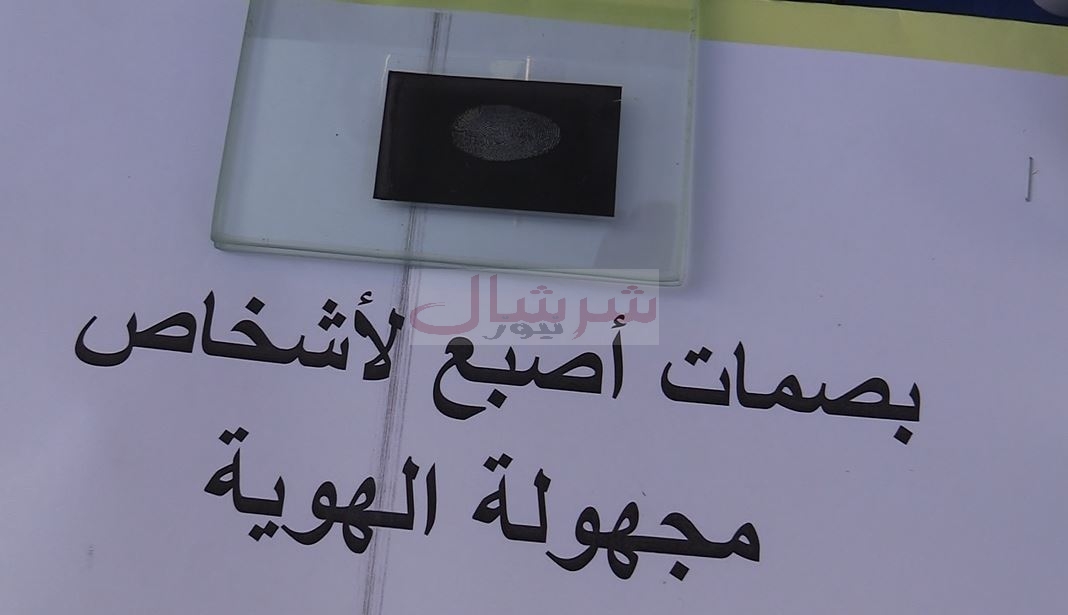 شرشال
نيوز
بصمات أصبع لأشخاص
مجهولة الهوية